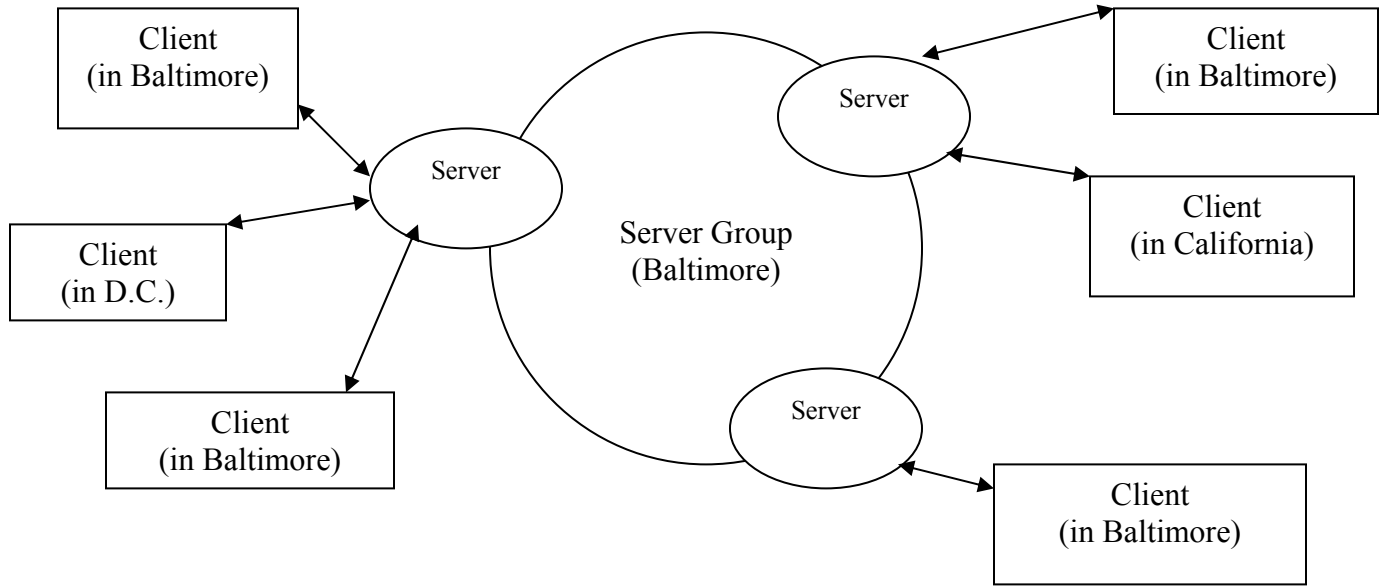 Client
(in Baltimore)
Server
Client
(in Baltimore)
Server
Client
(in D.C.)
Server Group
(Baltimore)
Client
(in California)
Client
(in Baltimore)
Server
Client
(in Baltimore)